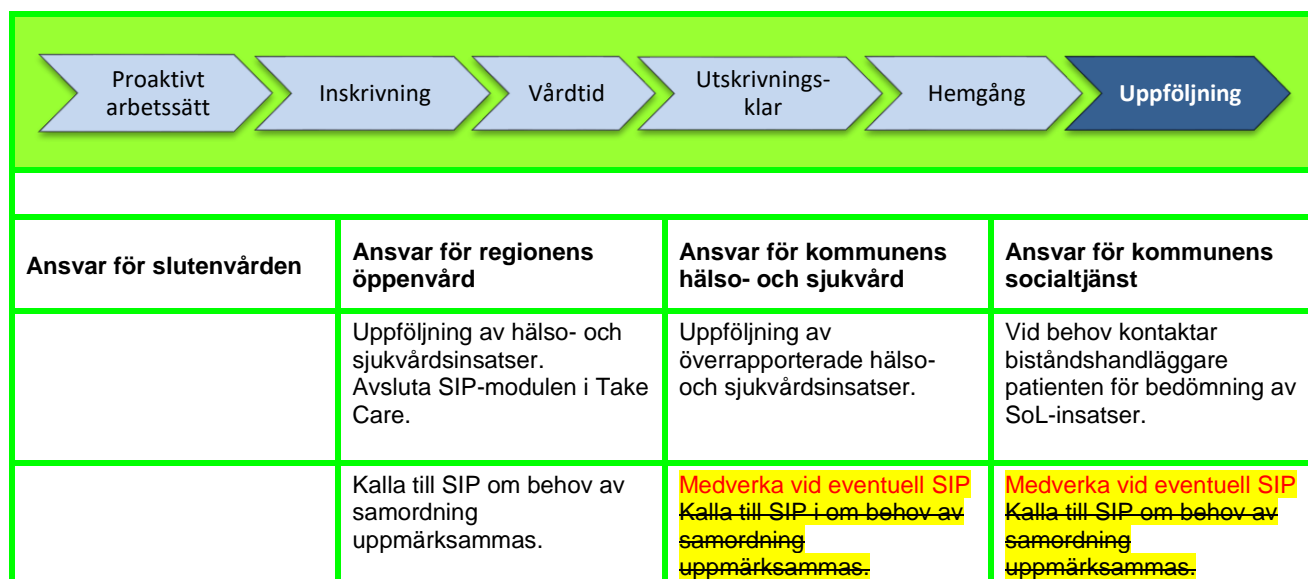 Proaktivt
arbetssätt
Inskrivning
Vårdtid
Utskrivnings-
klar
Hemgång
Uppföljning
Ansvar för slutenvården
Ansvar för regionens
öppenvård
Ansvar för kommunens
hälso- och sjukvård
Ansvar för kommunens
socialtjänst
Uppföljning av hälso- och
sjukvårdsinsatser.
Avsluta SIP-modulen i Take
Care.
Uppföljning av
överrapporterade hälso-
och sjukvårdsinsatser.
Vid behov kontaktar
biståndshandläggare
patienten för bedömning av
SoL-insatser.
Kalla till SIP om behov av
samordning
uppmärksammas.
Medverka vid eventuell SIP
Kalla till SIP i om behov av
samordning
uppmärksammas.
Medverka vid eventuell SIP
Kalla till SIP om behov av
samordning
uppmärksammas.